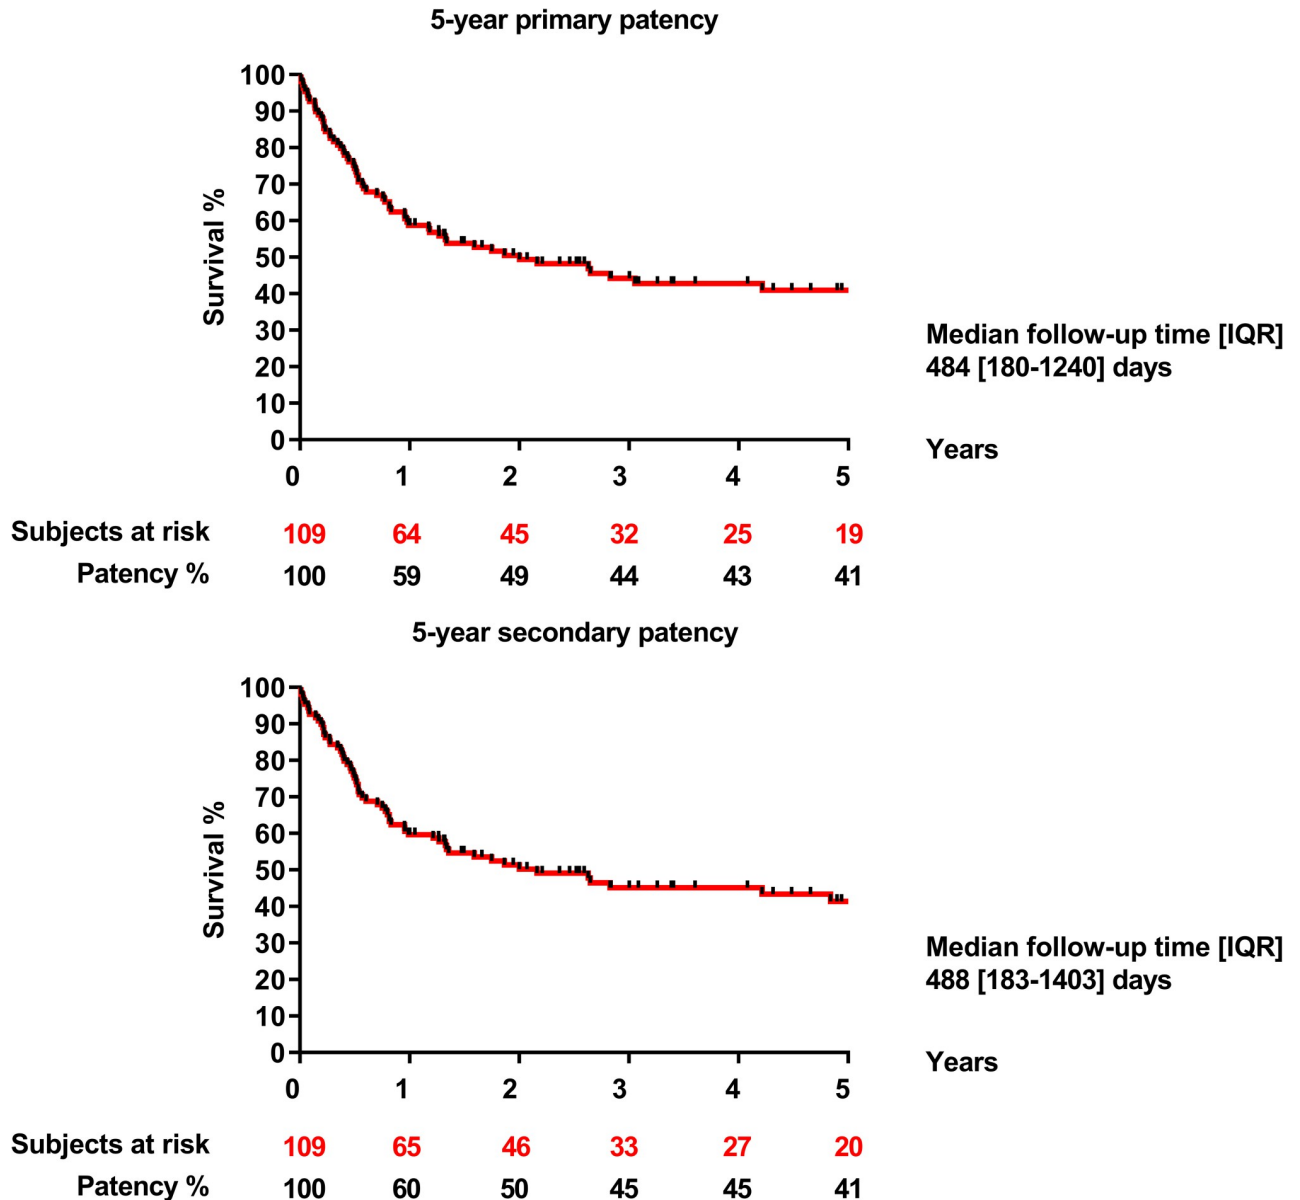 5-year primary patency
Survival %
100
90
80
70
60
50
40
30
20
10
0
0 1 2 3 4 5
Years
Median follow-up time [IQR]
484 [180-1240] days
Subjects at risk 109 64 45 32 25 19
Patency % 100 59 49 44 43 41
5-year secondary patency
Survival %
100
90
80
70
60
50
40
30
20
10
0
0 1 2 3 4 5
Years
Median follow-up time [IQR]
488 [183-1403] days
Subjects at risk 109 65 46 33 27 20
Patency % 100 60 50 45 45 41